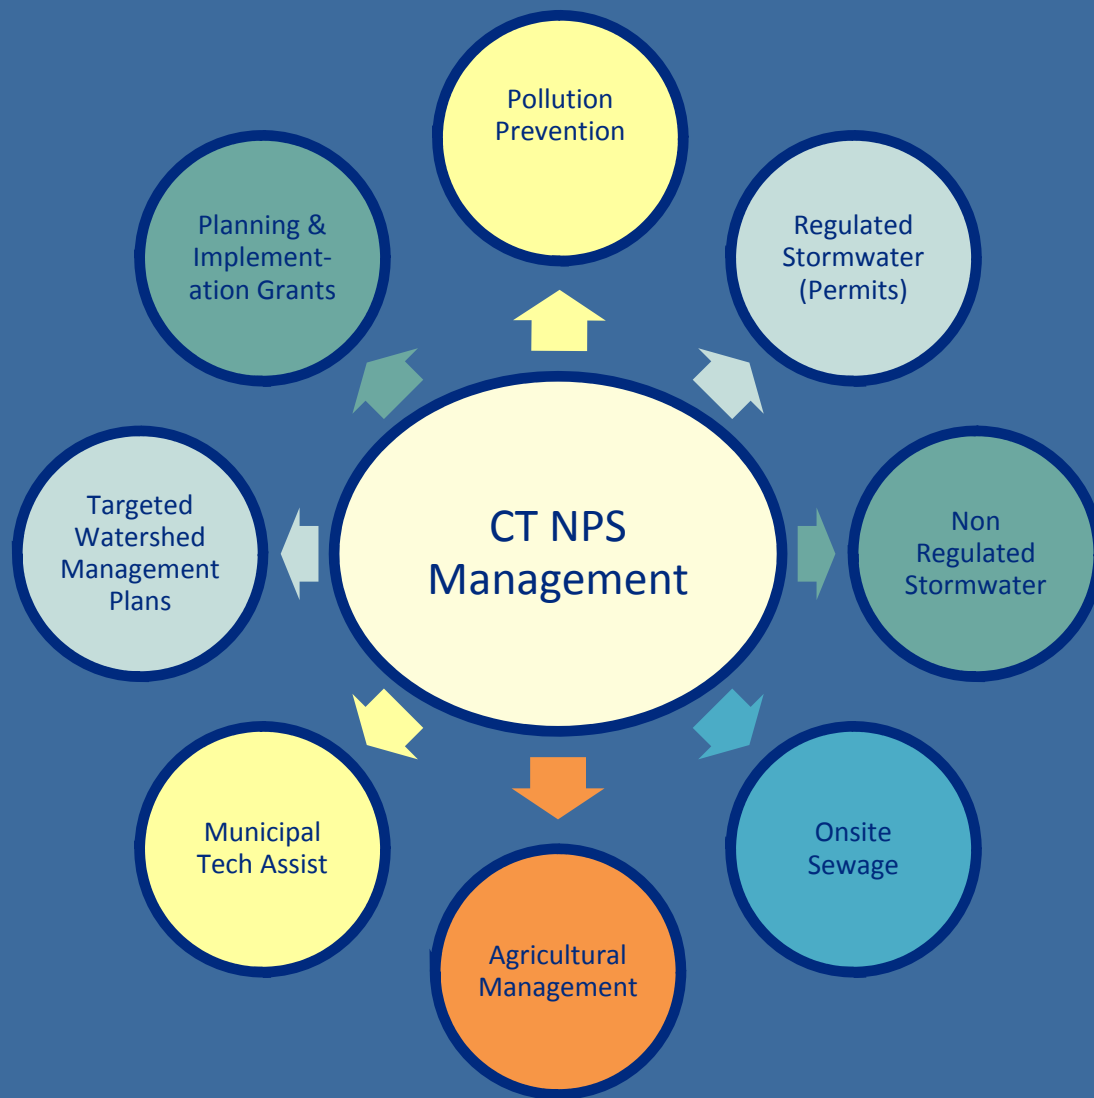 Pollution
Prevention
Regulated
Stormwater
(Permits)
Non
Regulated
Stormwater
Onsite
Sewage
Agricultural
Management
Municipal
Tech Assist
Targeted
Watershed
Management
Plans
Planning &
Implement-
ation Grants
CT NPS
Management